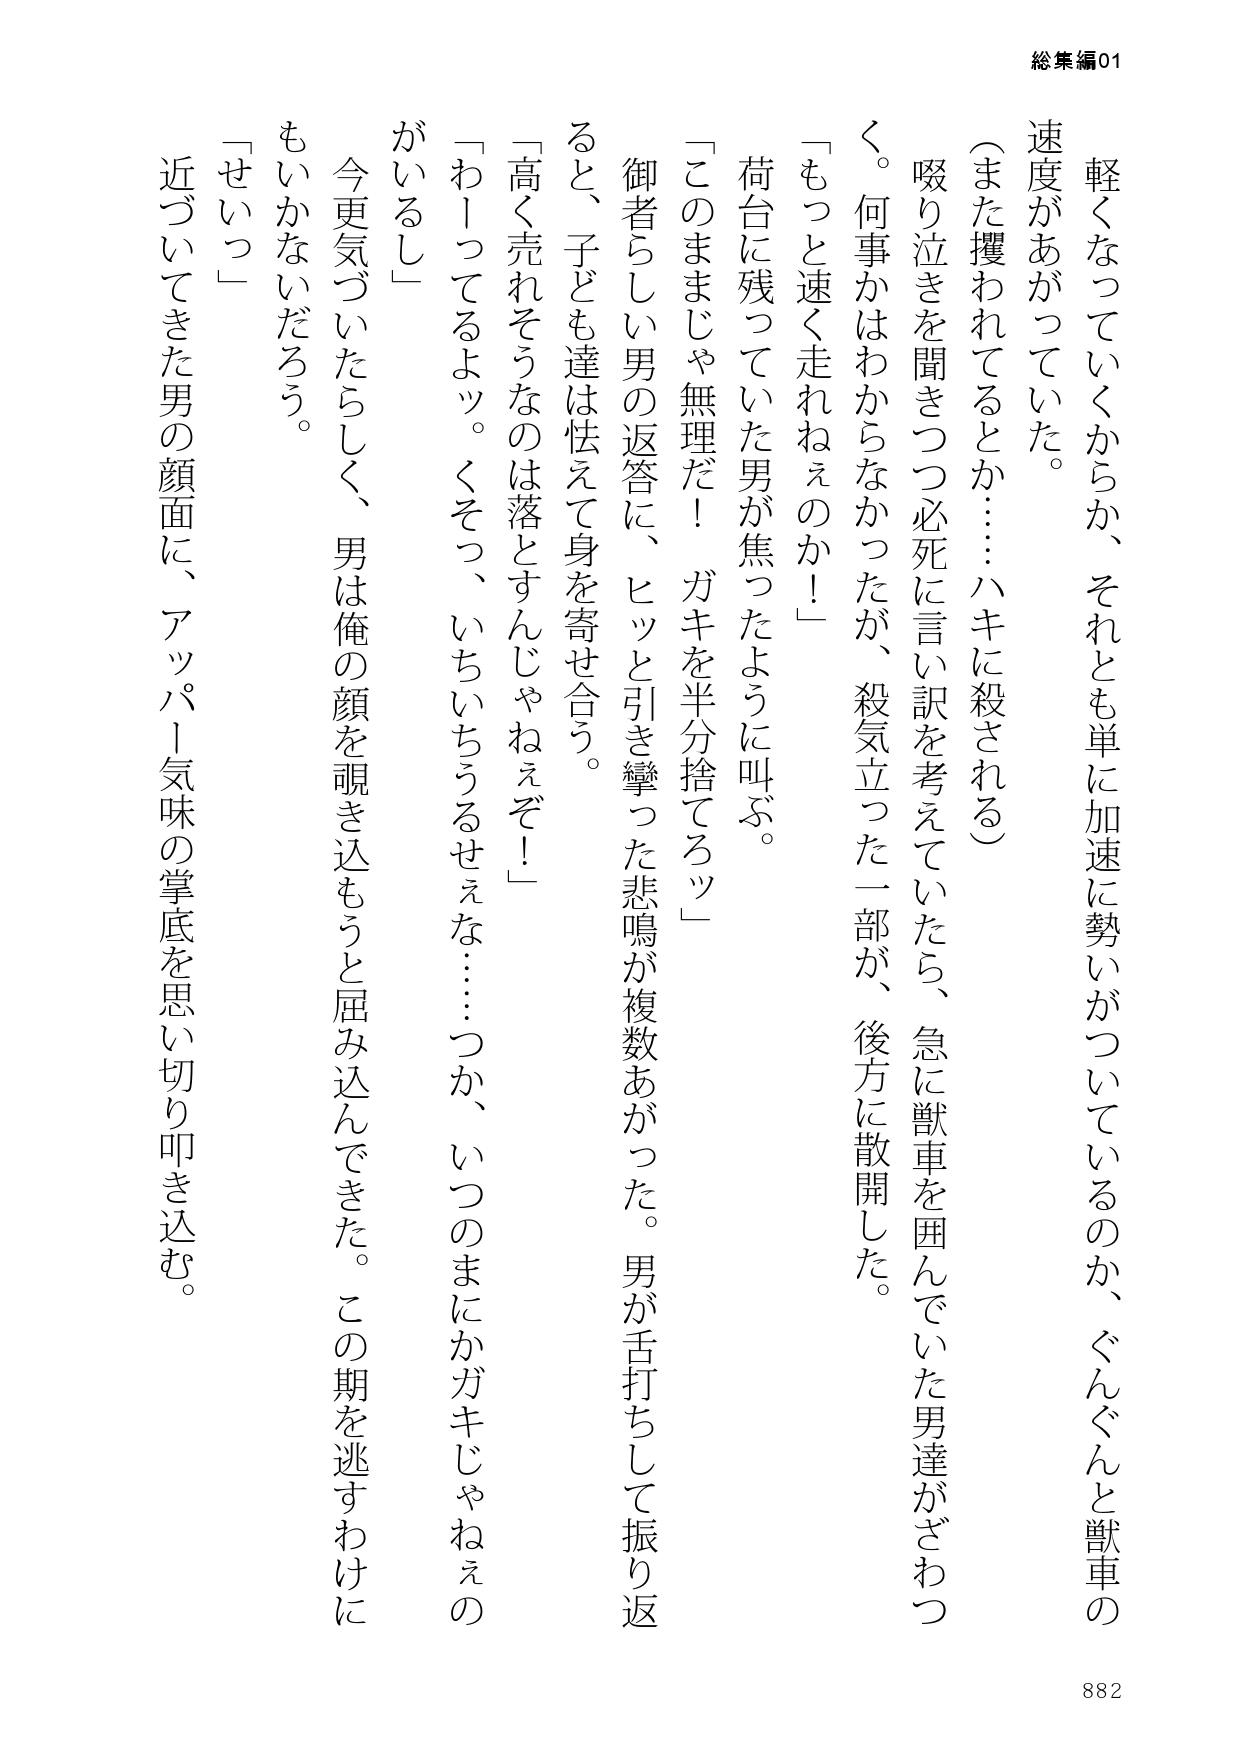 総集編01
　軽くなっていくからか、それとも単に加速に勢いがついているのか、ぐんぐんと獣車の
速度があがっていた。
（また攫われてるとか……ハキに殺される）
　啜り泣きを聞きつつ必死に言い訳を考えていたら、急に獣車を囲んでいた男達がざわつ
く。何事かはわからなかったが、殺気立った一部が、後方に散開した。
「もっと速く走れねぇのか！」
　荷台に残っていた男が焦ったように叫ぶ。
「このままじゃ無理だ！　ガキを半分捨てろッ」
　御者らしい男の返答に、ヒッと引き攣った悲鳴が複数あがった。男が舌打ちして振り返
ると、子ども達は怯えて身を寄せ合う。
「高く売れそうなのは落とすんじゃねぇぞ！」
「わーってるよッ。くそっ、いちいちうるせぇな……つか、いつのまにかガキじゃねぇの
がいるし」
　今更気づいたらしく、男は俺の顔を覗き込もうと屈み込んできた。この期を逃すわけに
もいかないだろう。
「せいっ」
　近づいてきた男の顔面に、アッパー気味の掌底を思い切り叩き込む。
882